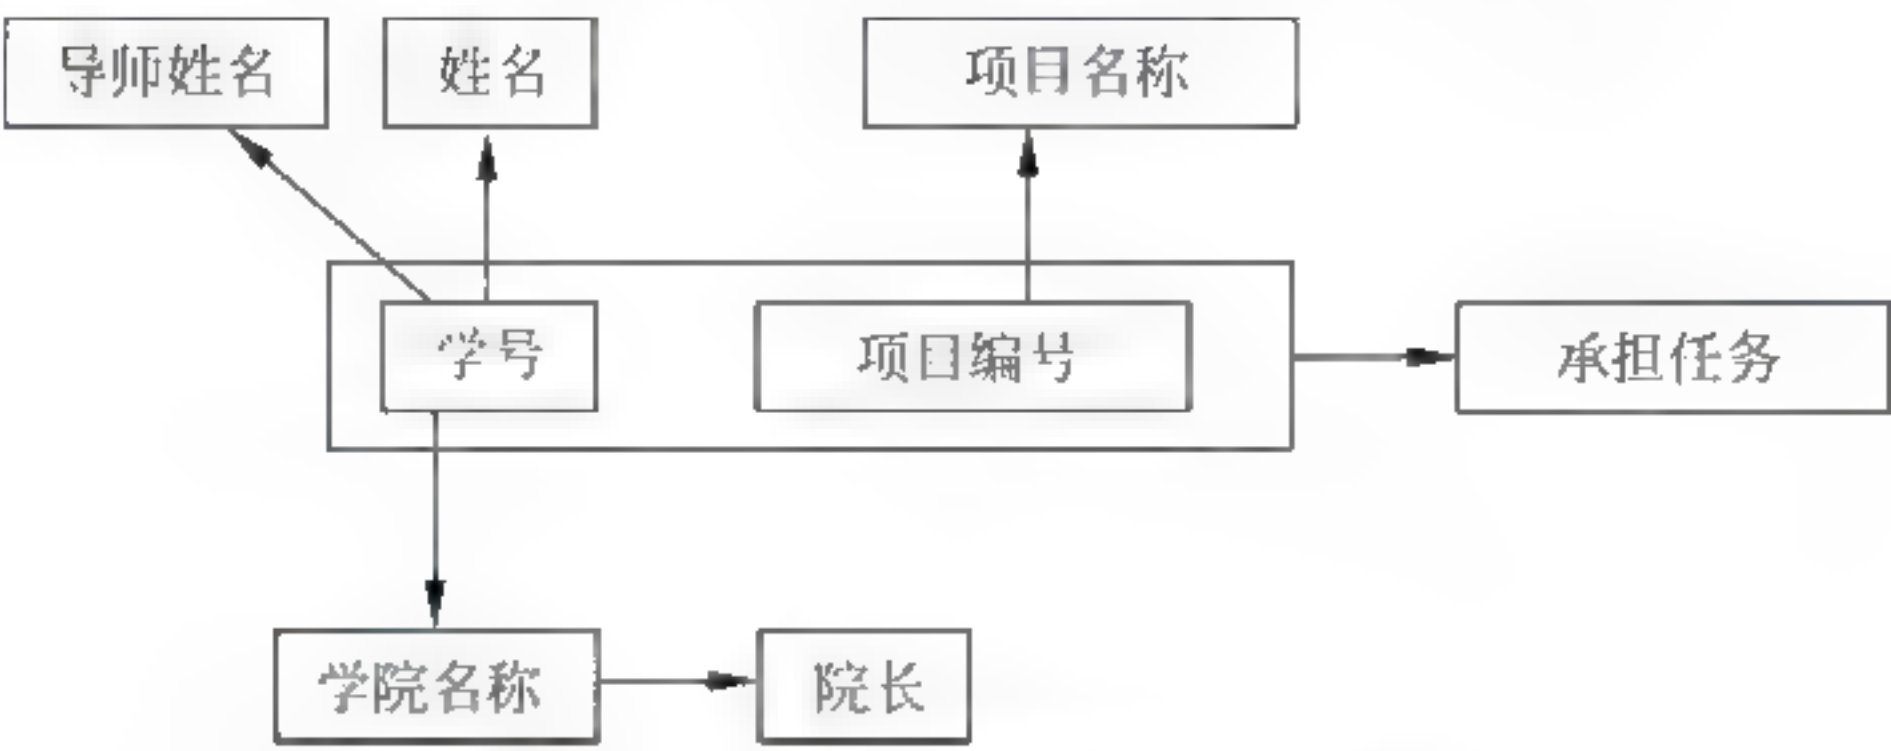 导师姓名
姓名
项目名称
学号
项目编号
承担任务
学院名称
院长